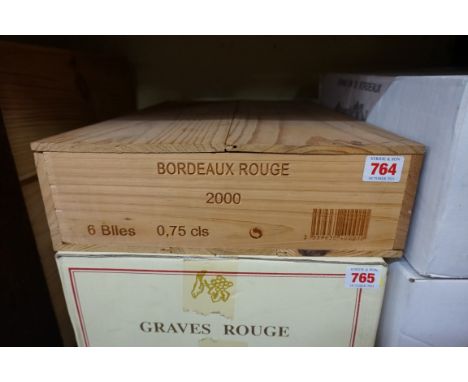 BORDEAUX ROUGE
2000
6 Blles 0,75 cls
764
765
GRAVES ROUGE